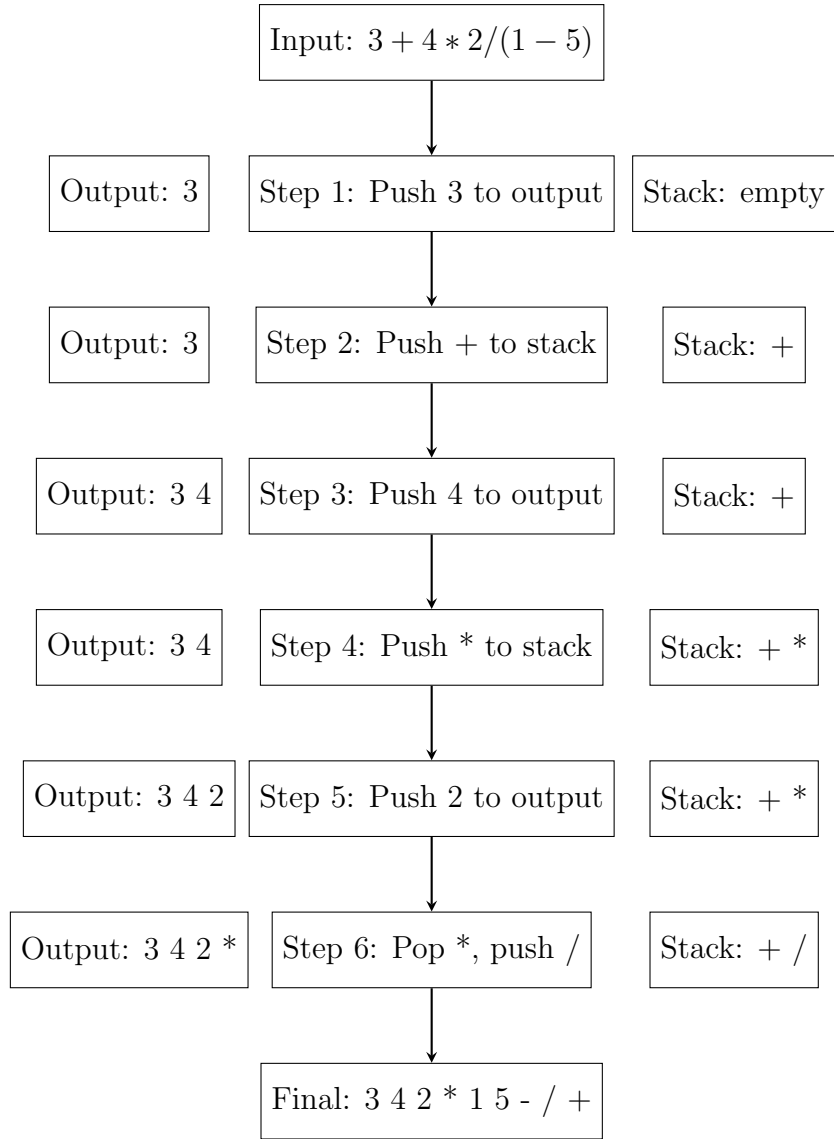 Input: 3 + 4 * 2/(1 − 5)
Output: 3
Step 1: Push 3 to output
Stack: empty
Output: 3
Step 2: Push + to stack
Stack: +
Output: 3 4
Step 3: Push 4 to output
Stack: +
Output: 3 4
Step 4: Push * to stack
Stack: + *
Output: 3 4 2
Step 5: Push 2 to output
Stack: + *
Output: 3 4 2 *
Step 6: Pop *, push /
Stack: + /
Final: 3 4 2 * 1 5 - / +